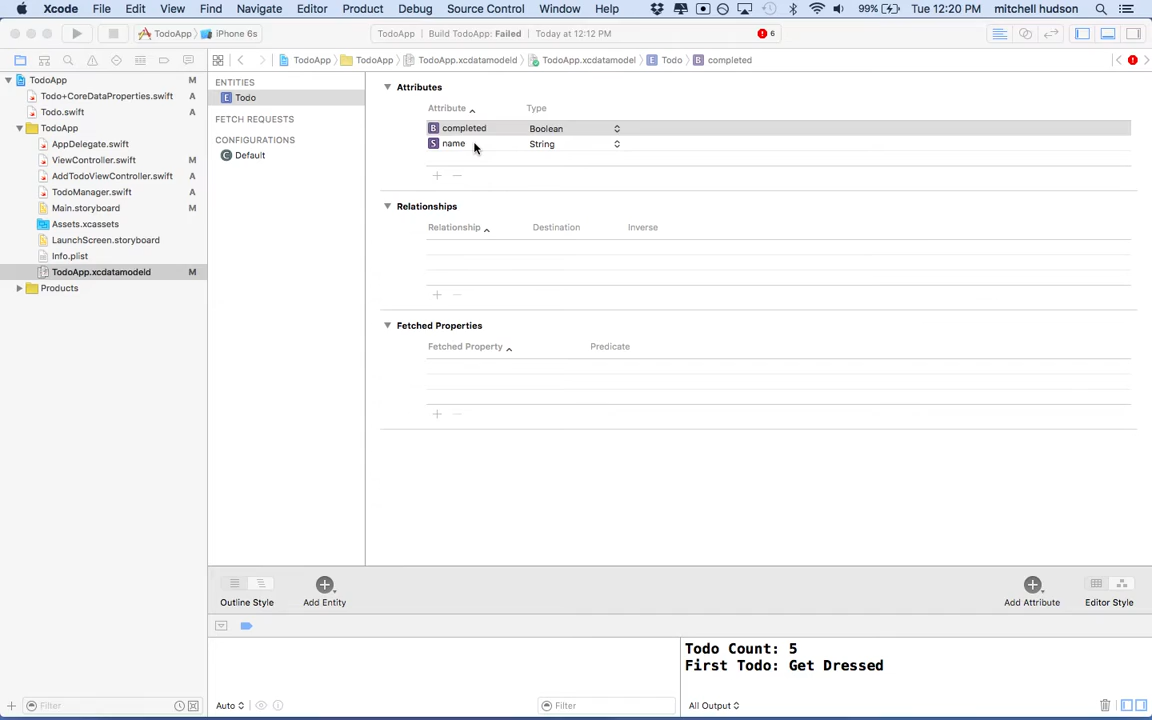 Xcode File Edit View Find Navigate Editor Product Debug Source Control Window Help 99% Tue 12:20 PM mitchell hudson
TodoApp iPhone 6s TodoApp | Build TodoApp: Failed | Today at 12:12 PM 6
TodoApp TodoApp TodoApp.xcdatamodeld TodoApp.xcdatamodel E Todo B completed
TodoApp M
Todo+CoreDataProperties.swift A
Todo.swift A
TodoApp
AppDelegate.swift
ViewController.swift M
AddTodoViewController.swift A
TodoManager.swift A
Main.storyboard M
Assets.xcassets
LaunchScreen.storyboard
Info.plist
TodoApp.xcdatamodeld M
Products
Filter
ENTITIES
E Todo
FETCH REQUESTS
CONFIGURATIONS
C Default
Attributes
Attribute Type
B completed Boolean
S name String
Relationships
Relationship Destination Inverse
Fetched Properties
Fetched Property Predicate
Outline Style Add Entity Add Attribute Editor Style
Todo Count: 5
First Todo: Get Dressed
Auto Filter All Output